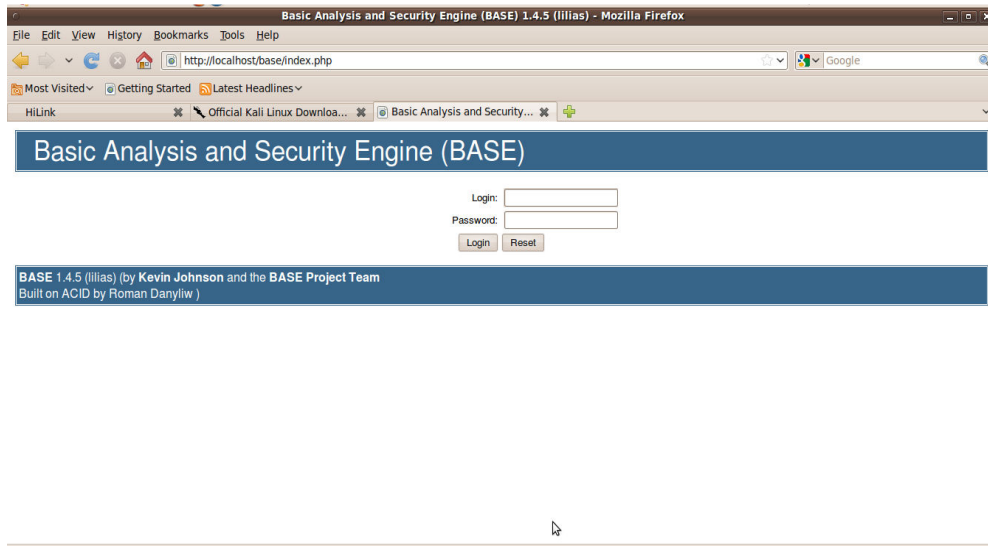 Basic Analysis and Security Engine (BASE) 1.4.5 (lilias) - Mozilla Firefox
File Edit View History Bookmarks Tools Help
http://localhost/base/index.php
Google
Most Visited Getting Started Latest Headlines
HiLink Official Kali Linux Downloa... Basic Analysis and Security...
Basic Analysis and Security Engine (BASE)
Login:
Password:
Login Reset
BASE 1.4.5 (lilias) (by Kevin Johnson and the BASE Project Team
Built on ACID by Roman Danyliw )